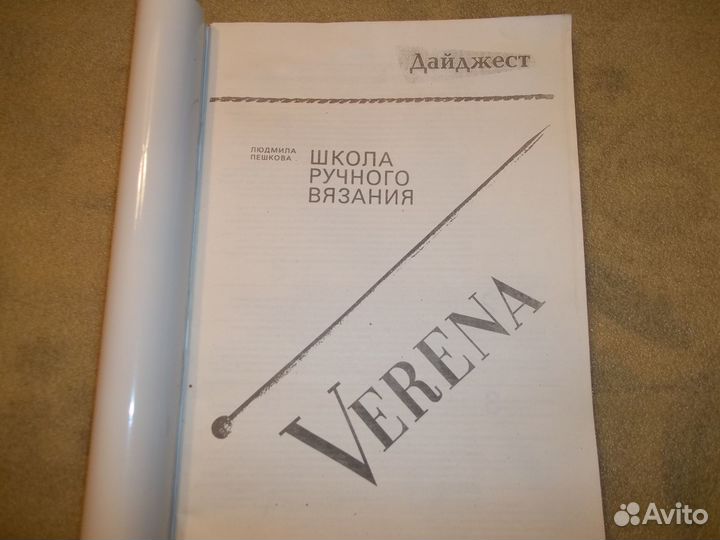 Дайджест
ЛЮДМИЛА
ПЕШКОВА
ШКОЛА
РУЧНОГО
ВЯЗАНИЯ
VERENA
Avito